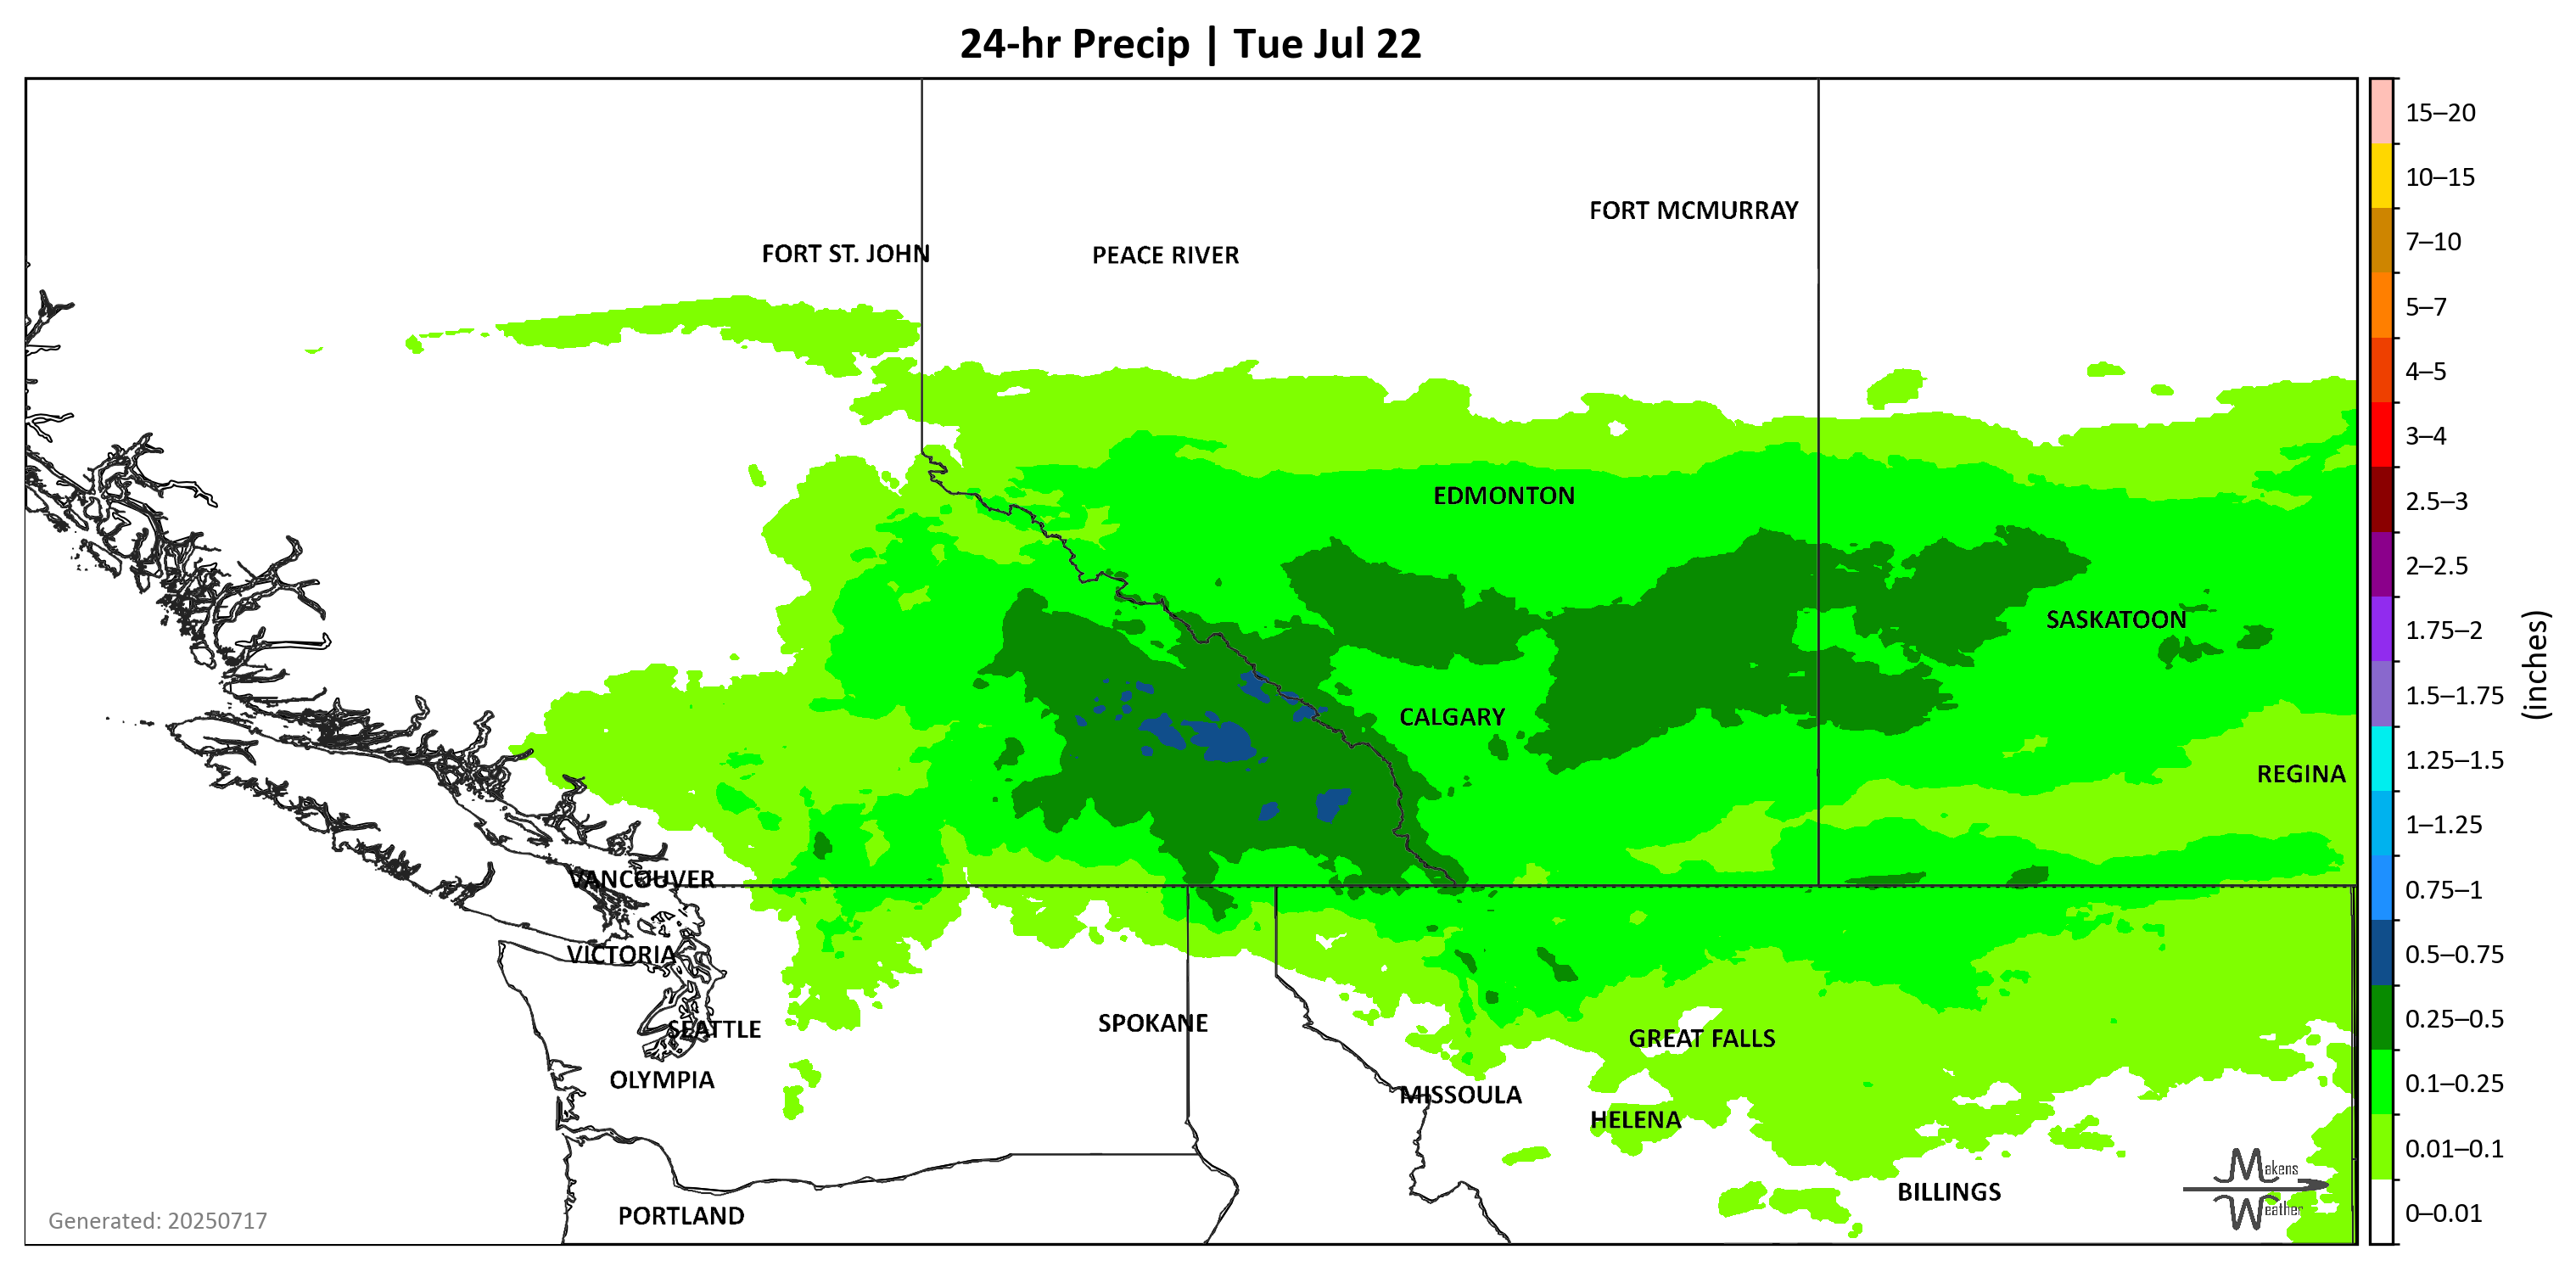 24-hr Precip | Tue Jul 22
FORT MCMURRAY
FORT ST. JOHN
PEACE RIVER
EDMONTON
SASKATOON
CALGARY
REGINA
VANCOUVER
VICTORIA
SPOKANE
SEATTLE
GREAT FALLS
OLYMPIA
MISSOULA
HELENA
BILLINGS
PORTLAND
Generated: 20250717
Makens
Weather
15–20
10–15
7–10
5–7
4–5
3–4
2.5–3
2–2.5
1.75–2
1.5–1.75
1.25–1.5
1–1.25
0.75–1
0.5–0.75
0.25–0.5
0.1–0.25
0.01–0.1
0–0.01
(inches)